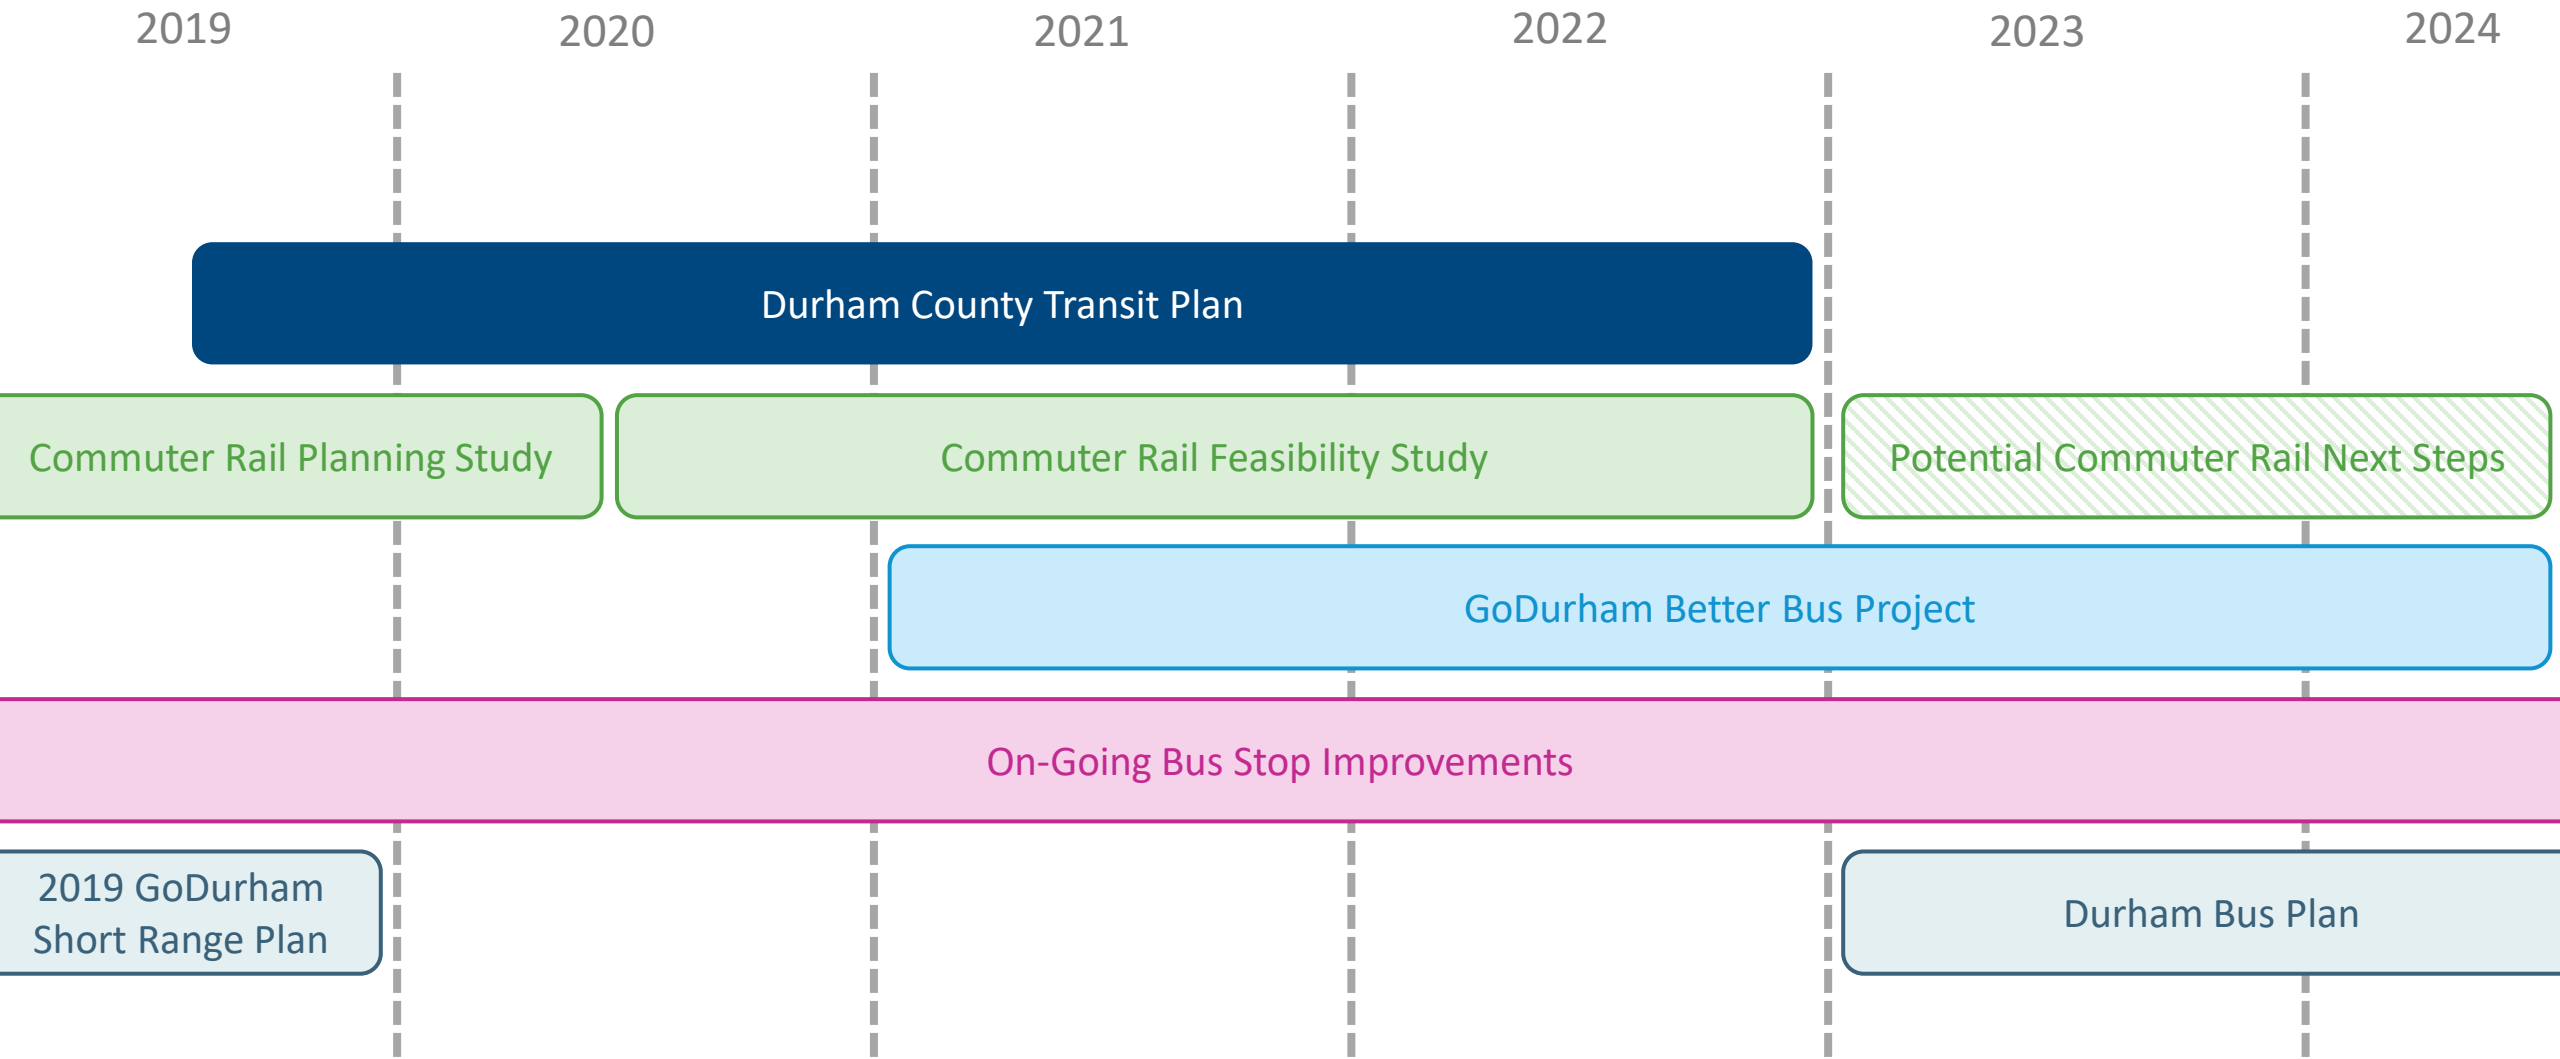 2019
2020
2021
2022
2023
2024
Durham County Transit Plan
Commuter Rail Planning Study
Commuter Rail Feasibility Study
Potential Commuter Rail Next Steps
GoDurham Better Bus Project
On-Going Bus Stop Improvements
2019 GoDurham
Short Range Plan
Durham Bus Plan